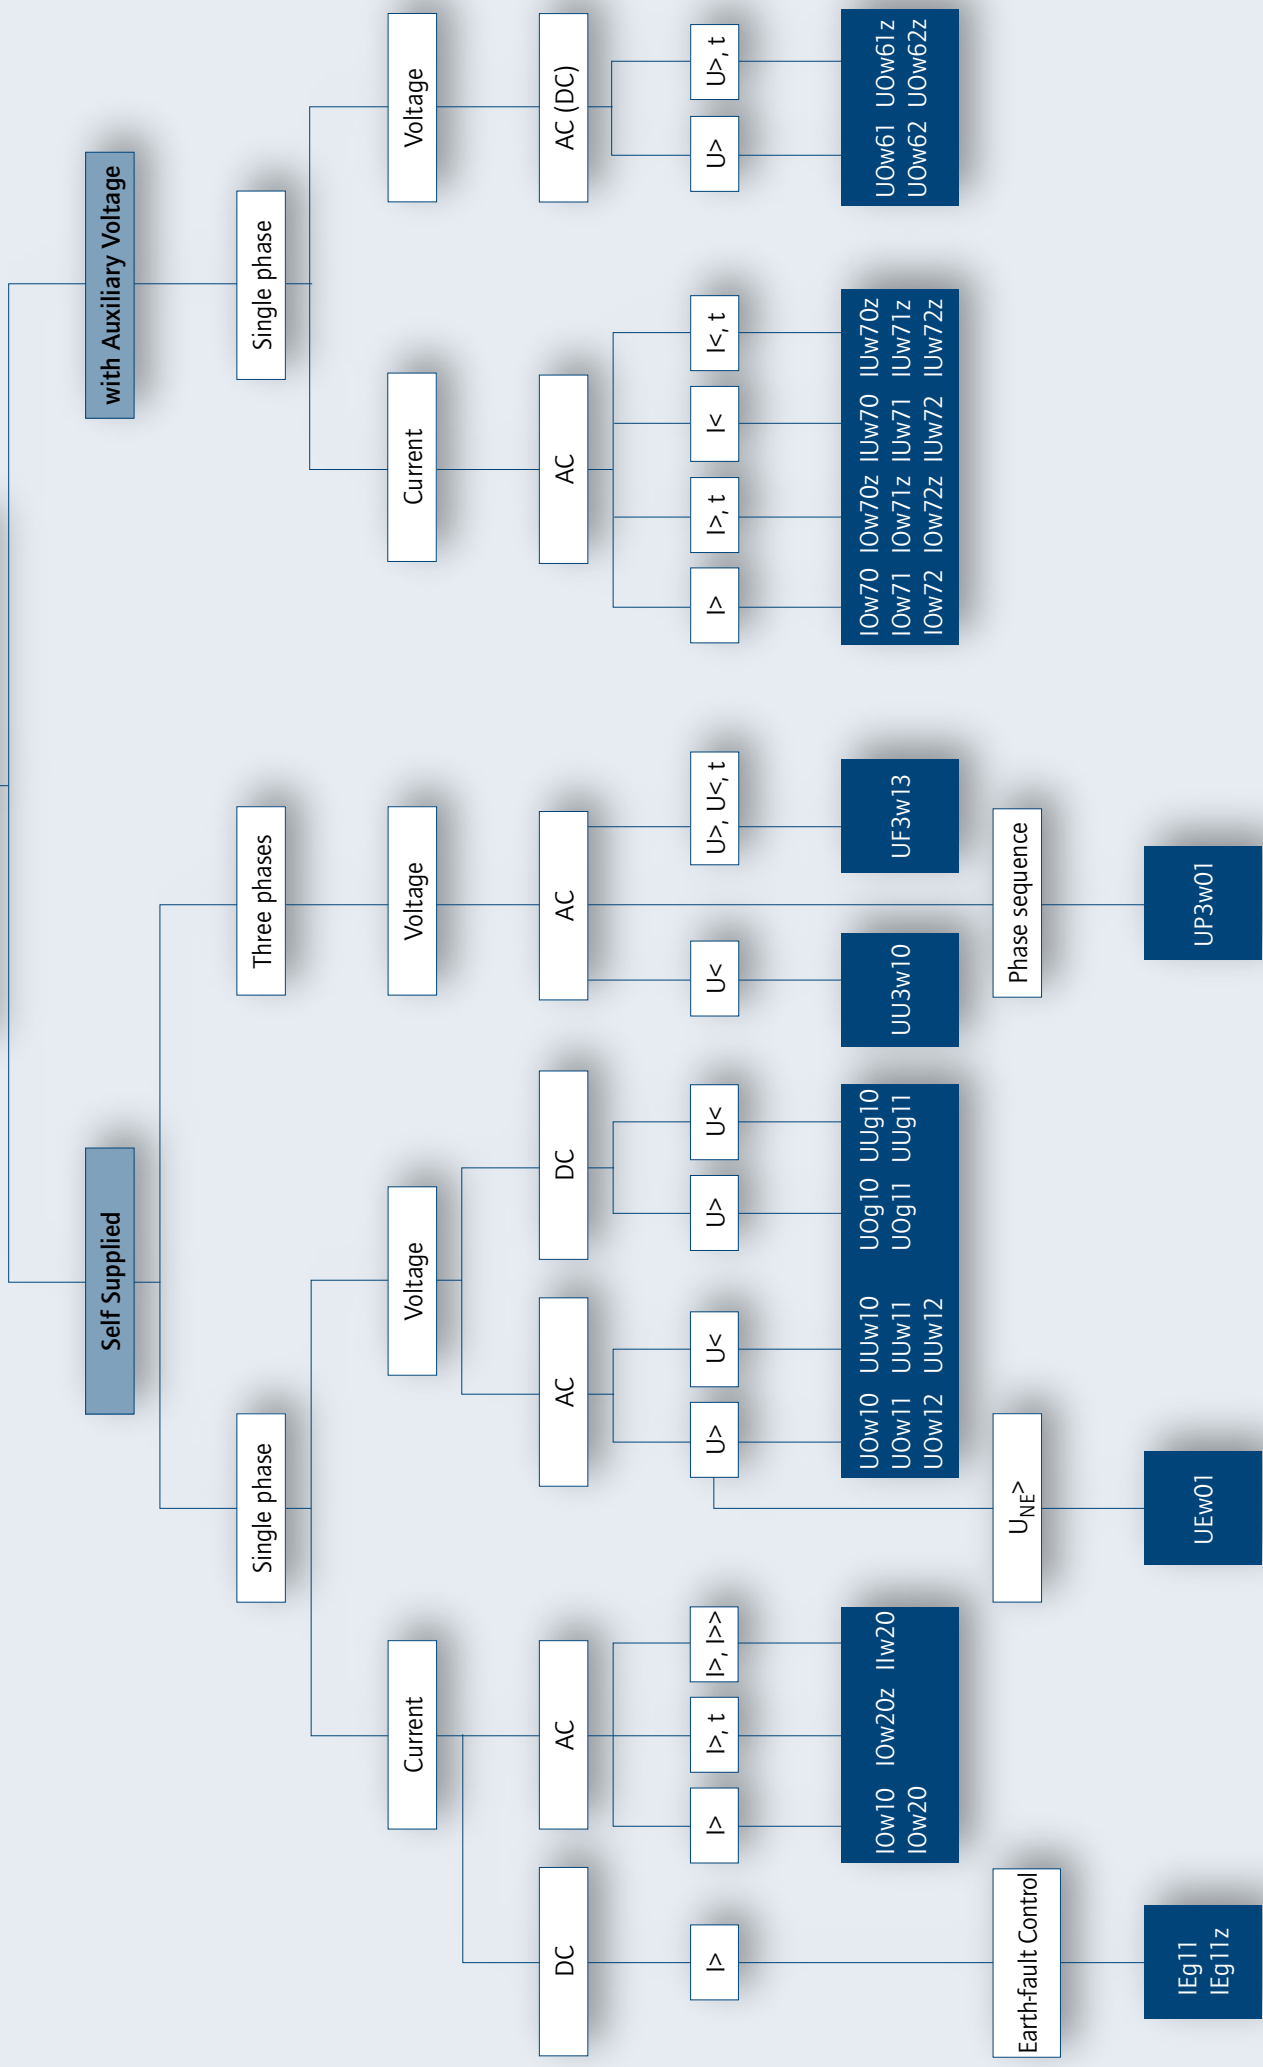 Self Supplied
with Auxiliary Voltage
Single phase
Three phases
Single phase
Current
Voltage
Voltage
Current
Voltage
DC
AC
AC
DC
AC
AC
AC (DC)
I>
I>
I>, t
I>, I>>
U>
U<
U>
U<
U<
U>, U<, t
I>
I>, t
I<
I<, t
U>
U>, t
IOw10 IOw20z IIw20
IOw20
UOw10 UUw10 UOg10 UUg10
UOw11 UUw11 UOg11 UUg11
UOw12 UUw12
UU3w10
UF3w13
IOw70 IOw70z IUw70 IUw70z
IOw71 IOw71z IUw71 IUw71z
IOw72 IOw72z IUw72 IUw72z
UOw61 UOw61z
UOw62 UOw62z
Earth-fault Control
UNE>
Phase sequence
IEg11
IEg11z
UEw01
UP3w01